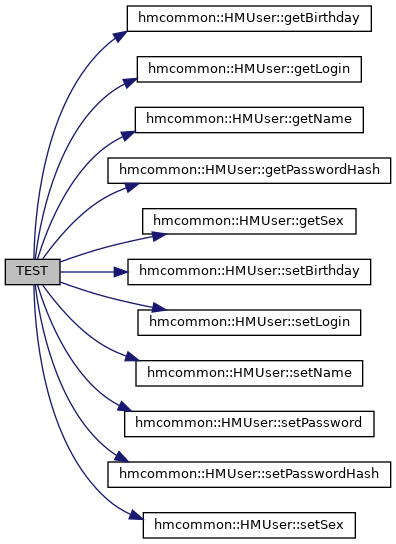 TEST
hmcommon::HMUser::getBirthday
hmcommon::HMUser::getLogin
hmcommon::HMUser::getName
hmcommon::HMUser::getPasswordHash
hmcommon::HMUser::getSex
hmcommon::HMUser::setBirthday
hmcommon::HMUser::setLogin
hmcommon::HMUser::setName
hmcommon::HMUser::setPassword
hmcommon::HMUser::setPasswordHash
hmcommon::HMUser::setSex